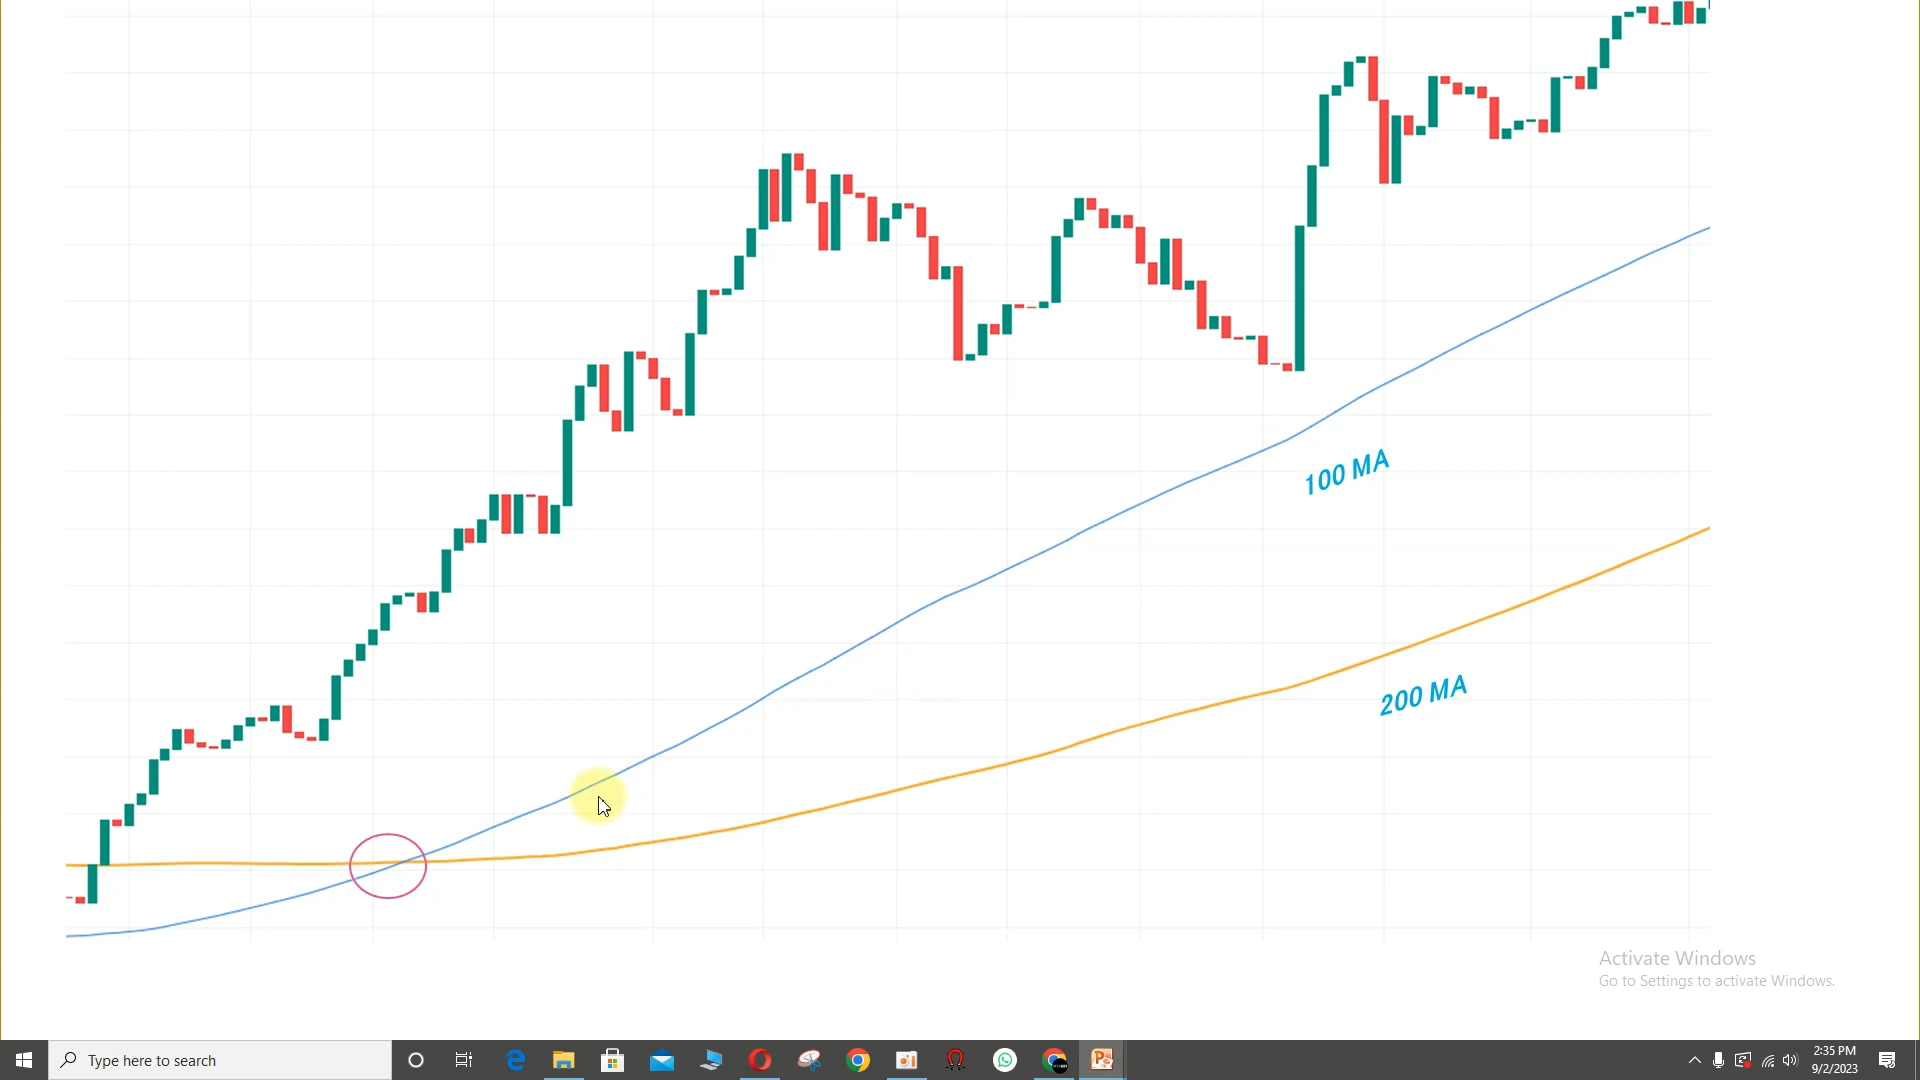 100 MA
200 MA
Activate Windows
Go to Settings to activate Windows.
Type here to search
2:35 PM
9/2/2023